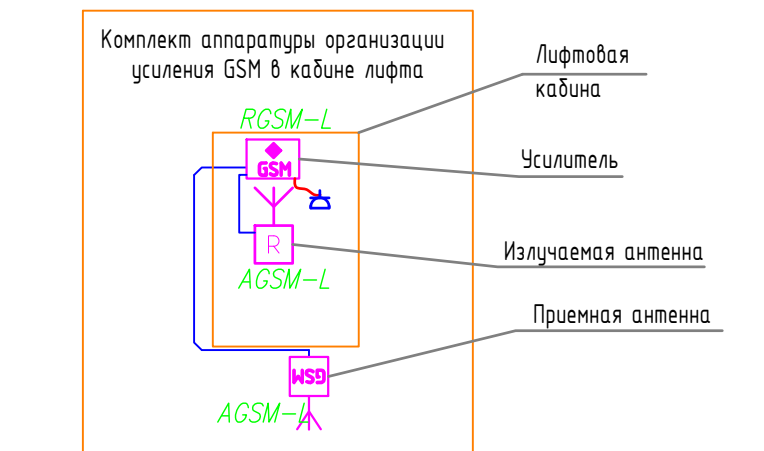 Комплект аппаратуры организации
усиления GSM в кабине лифта
Лифтовая
кабина
RGSM-L
GSM
Усилитель
R
Излучаемая антенна
AGSM-L
Приемная антенна
GSM
AGSM-L